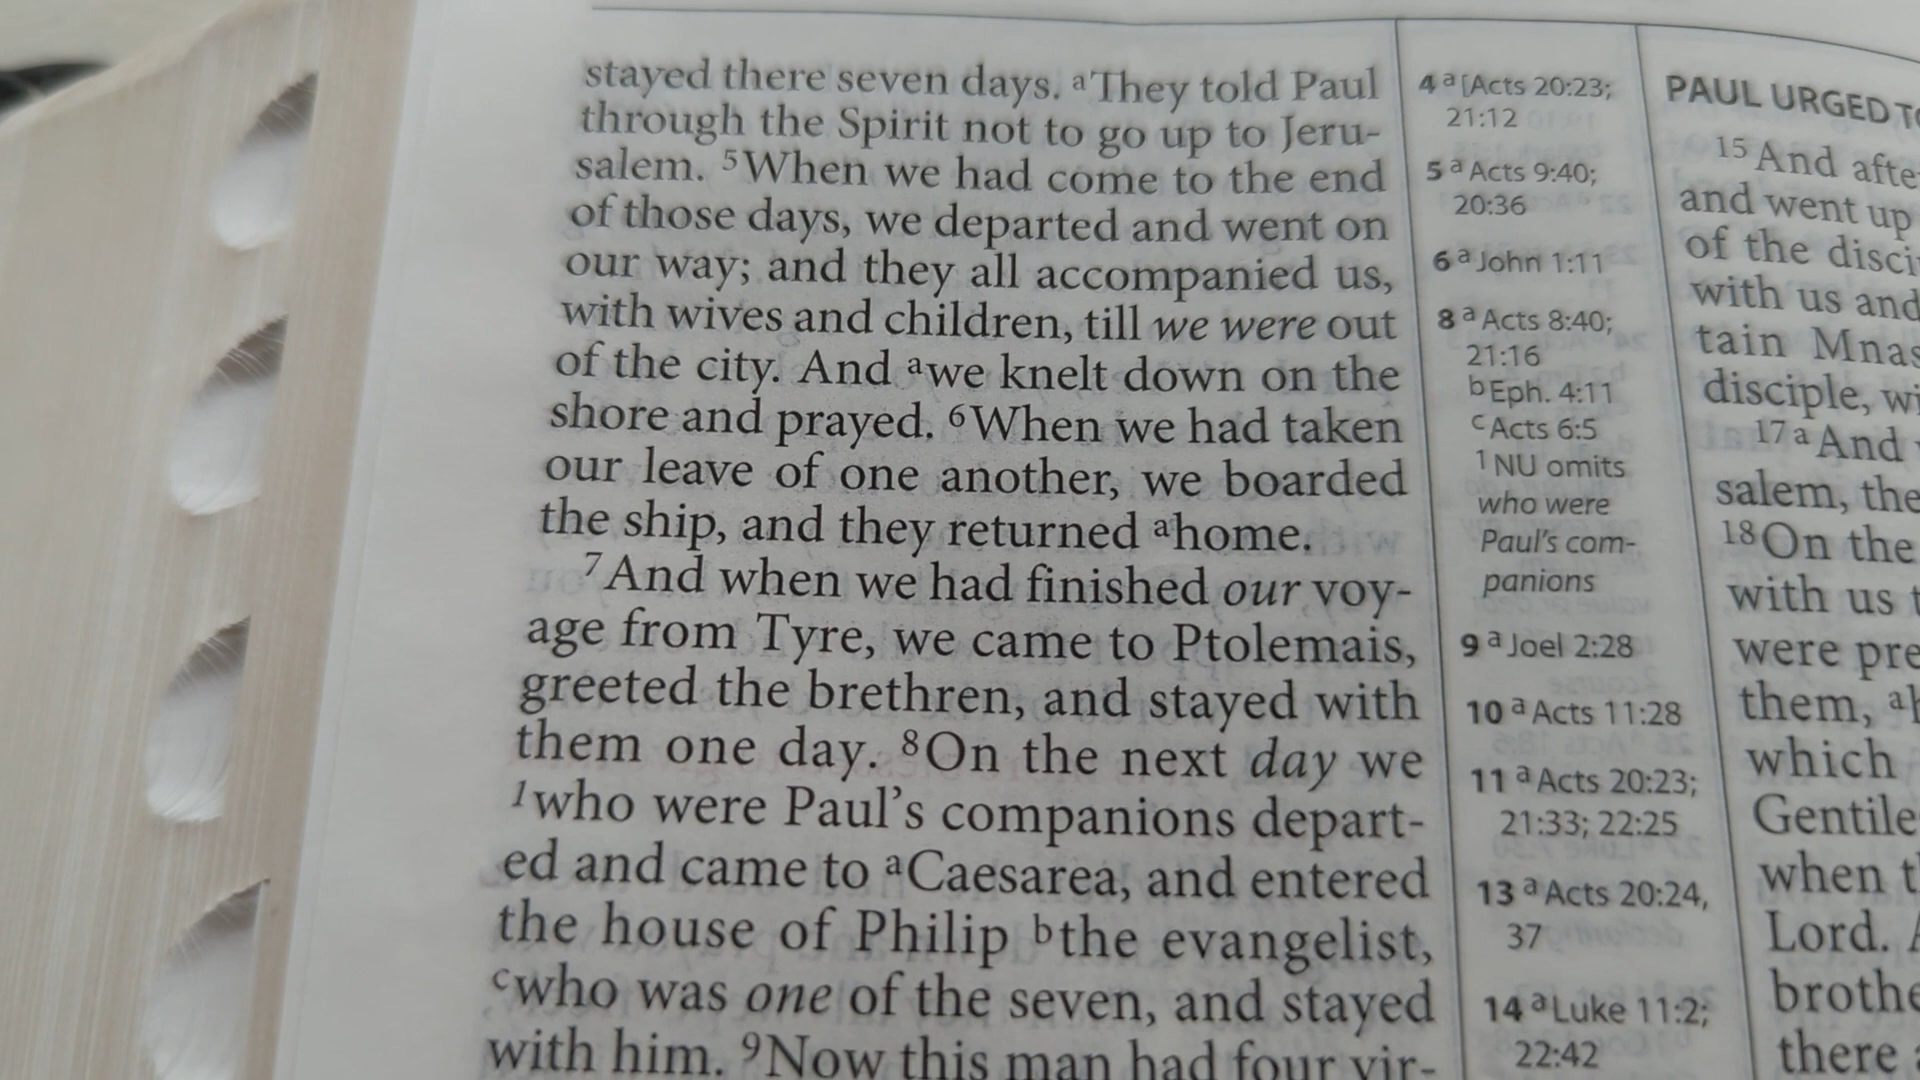 stayed there seven days. aThey told Paul
through the Spirit not to go up to Jeru-
salem. 5When we had come to the end
of those days, we departed and went on
our way; and they all accompanied us,
with wives and children, till we were out
of the city. And awe knelt down on the
shore and prayed. 6When we had taken
our leave of one another, we boarded
the ship, and they returned ahome.
7And when we had finished our voy-
age from Tyre, we came to Ptolemais,
greeted the brethren, and stayed with
them one day. 8On the next day we
1who were Paul's companions depart-
ed and came to aCaesarea, and entered
the house of Philip bthe evangelist,
cwho was one of the seven, and stayed
with him. 9Now this man had four vir-
4 a[Acts 20:23;
21:12
5 aActs 9:40;
20:36
6 aJohn 1:11
8 aActs 8:40;
21:16
bEph. 4:11
cActs 6:5
1NU omits
who were
Paul's com-
panions
9 aJoel 2:28
10 aActs 11:28
11 aActs 20:23;
21:33; 22:25
13 aActs 20:24,
37
14 aLuke 11:2;
22:42
PAUL URGED
15And
and went up
of the
with us and
tain
disciple,
17 aAnd
salem, the
18On the
with us
were
them,
which
Gentile
when
Lord.
there